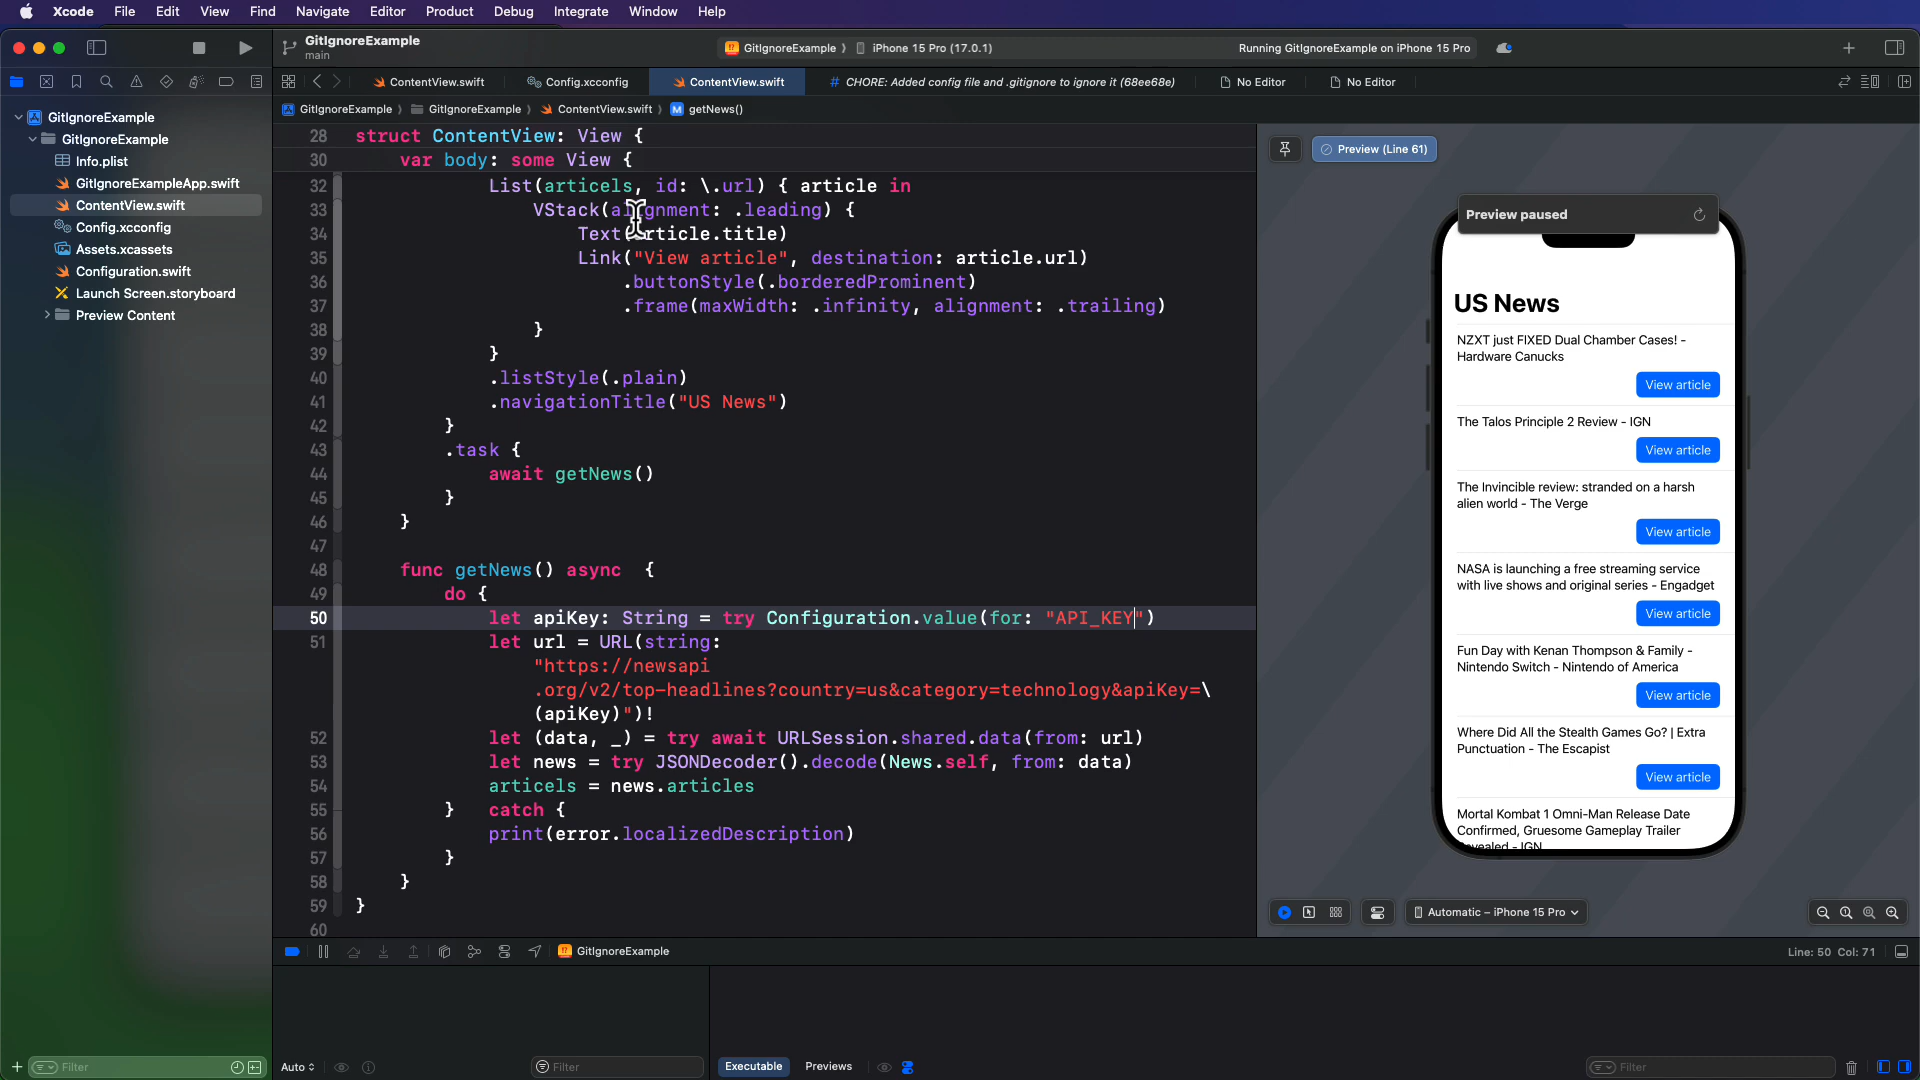 Xcode File Edit View Find Navigate Editor Product Debug Integrate Window Help
GitIgnoreExample
main
GitIgnoreExample iPhone 15 Pro (17.0.1)
Running GitIgnoreExample on iPhone 15 Pro
ContentView.swift Config.xcconfig ContentView.swift # CHORE: Added config file and .gitignore to ignore it (68ee68e) No Editor No Editor
GitIgnoreExample GitIgnoreExample ContentView.swift M getNews()
GitIgnoreExample
GitIgnoreExample
Info.plist
GitIgnoreExampleApp.swift
ContentView.swift
Config.xcconfig
Assets.xcassets
Configuration.swift
Launch Screen.storyboard
Preview Content
28 struct ContentView: View {
30 var body: some View {
32 List(articels, id: \.url) { article in
33 VStack(alignment: .leading) {
34 Text(article.title)
35 Link("View article", destination: article.url)
36 .buttonStyle(.borderedProminent)
37 .frame(maxWidth: .infinity, alignment: .trailing)
38 }
39 }
40 .listStyle(.plain)
41 .navigationTitle("US News")
42 }
43 .task {
44 await getNews()
45 }
46 }
47
48 func getNews() async {
49 do {
50 let apiKey: String = try Configuration.value(for: "API_KEY")
51 let url = URL(string:
"https://newsapi
.org/v2/top-headlines?country=us&category=technology&apiKey=\
(apiKey)")!
52 let (data, _) = try await URLSession.shared.data(from: url)
53 let news = try JSONDecoder().decode(News.self, from: data)
54 articels = news.articles
55 } catch {
56 print(error.localizedDescription)
57 }
58 }
59 }
60
Preview (Line 61)
Preview paused
US News
NZXT just FIXED Dual Chamber Cases! -
Hardware Canucks
View article
The Talos Principle 2 Review - IGN
View article
The Invincible review: stranded on a harsh
alien world - The Verge
View article
NASA is launching a free streaming service
with live shows and original series - Engadget
View article
Fun Day with Kenan Thompson & Family -
Nintendo Switch - Nintendo of America
View article
Where Did All the Stealth Games Go? | Extra
Punctuation - The Escapist
View article
Mortal Kombat 1 Omni-Man Release Date
Confirmed, Gruesome Gameplay Trailer
Revealed - IGN
Automatic – iPhone 15 Pro
GitIgnoreExample
Line: 50 Col: 71
Filter
Auto
Filter
Executable Previews
Filter